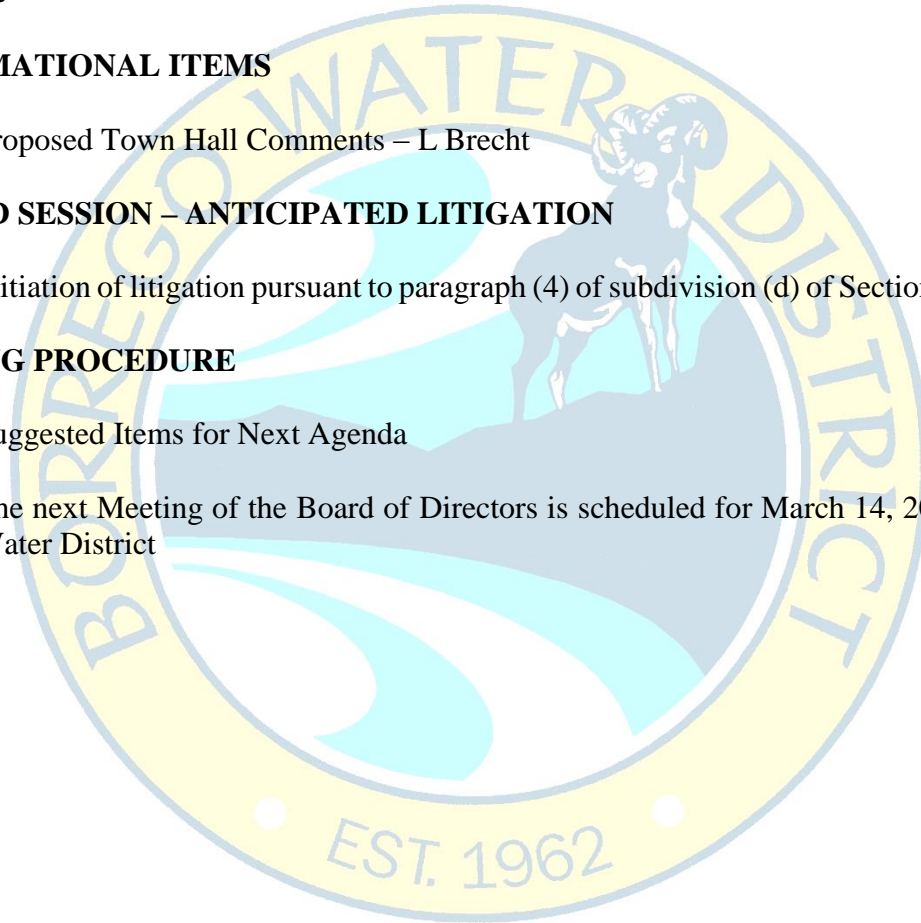 MATIONAL ITEMS
roposed Town Hall Comments – L Brecht
D SESSION – ANTICIPATED LITIGATION
itiation of litigation pursuant to paragraph (4) of subdivision (d) of Section
NG PROCEDURE
uggested Items for Next Agenda
he next Meeting of the Board of Directors is scheduled for March 14, 20
Water District
BORREGO WATER DISTRICT
EST. 1962